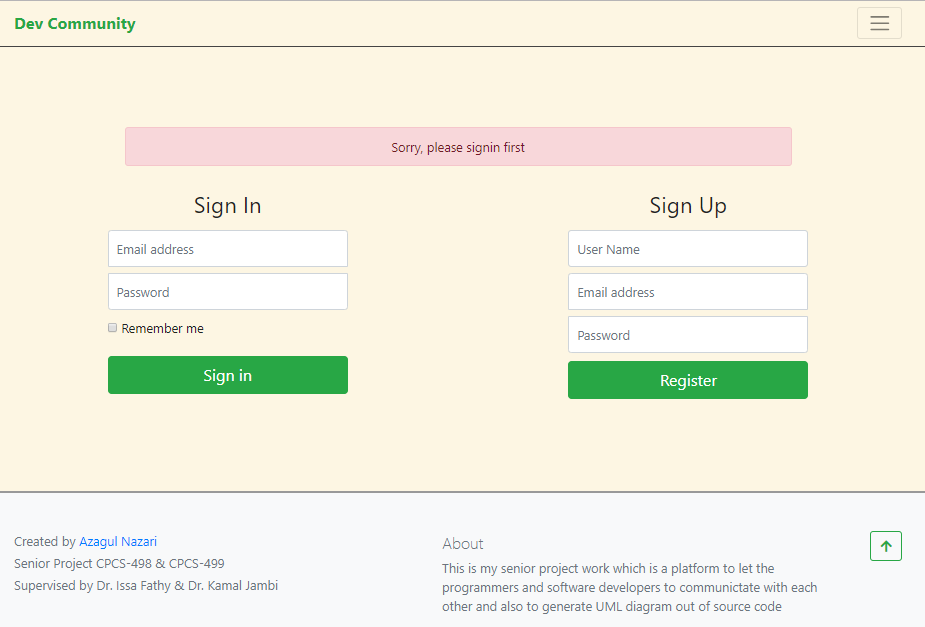 Dev Community
Sorry, please signin first
Sign In
Email address
Password
Remember me
Sign in
Sign Up
User Name
Email address
Password
Register
Created by Azagul Nazari
Senior Project CPCS-498 & CPCS-499
Supervised by Dr. Issa Fathy & Dr. Kamal Jambi
About
This is my senior project work which is a platform to let the
programmers and software developers to communictate with each
other and also to generate UML diagram out of source code